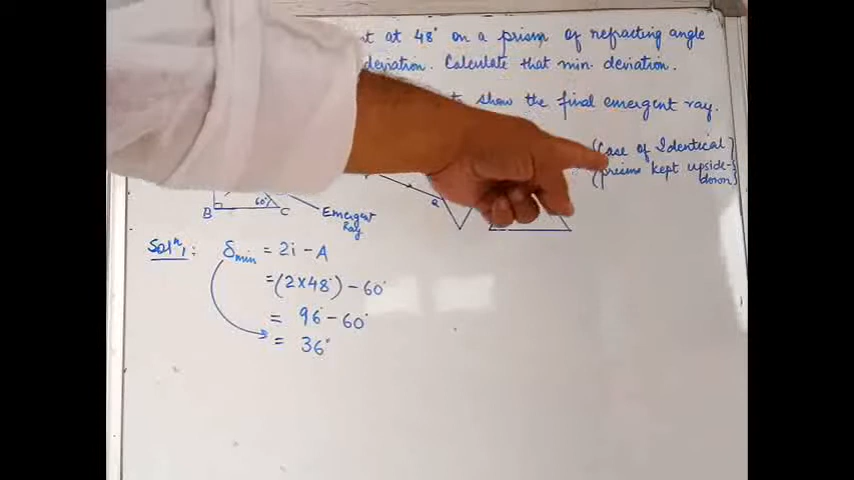 t at 48° on a prism of refracting angle
deviation. Calculate that min. deviation.
show the final emergent ray.
(Case of Identical
prisms kept upside-
down)
60°
B C
Emergent
Ray
Q
Solⁿ1: δmin = 2i - A
= (2×48°) - 60°
= 96° - 60°
= 36°